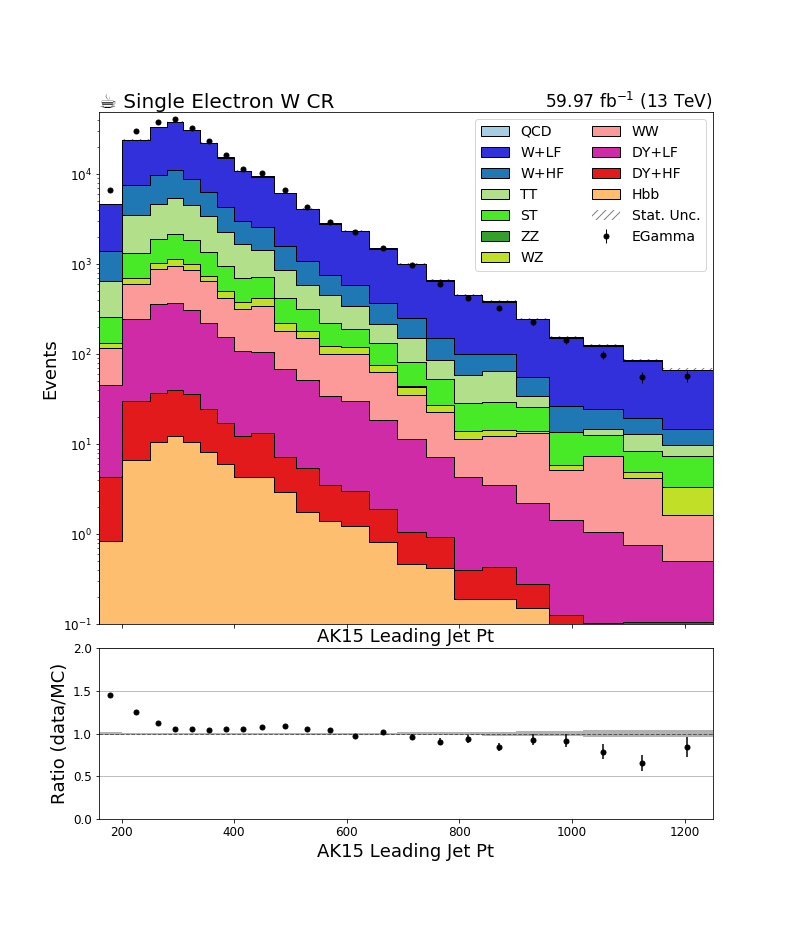 ☕ Single Electron W CR 59.97 fb⁻¹ (13 TeV)
QCD WW
W+LF DY+LF
W+HF DY+HF
TT Hbb
ST Stat. Unc.
ZZ EGamma
WZ
Events
10⁴
10³
10²
10¹
10⁰
10⁻¹
AK15 Leading Jet Pt
Ratio (data/MC)
2.0
1.5
1.0
0.5
0.0
200 400 600 800 1000 1200
AK15 Leading Jet Pt